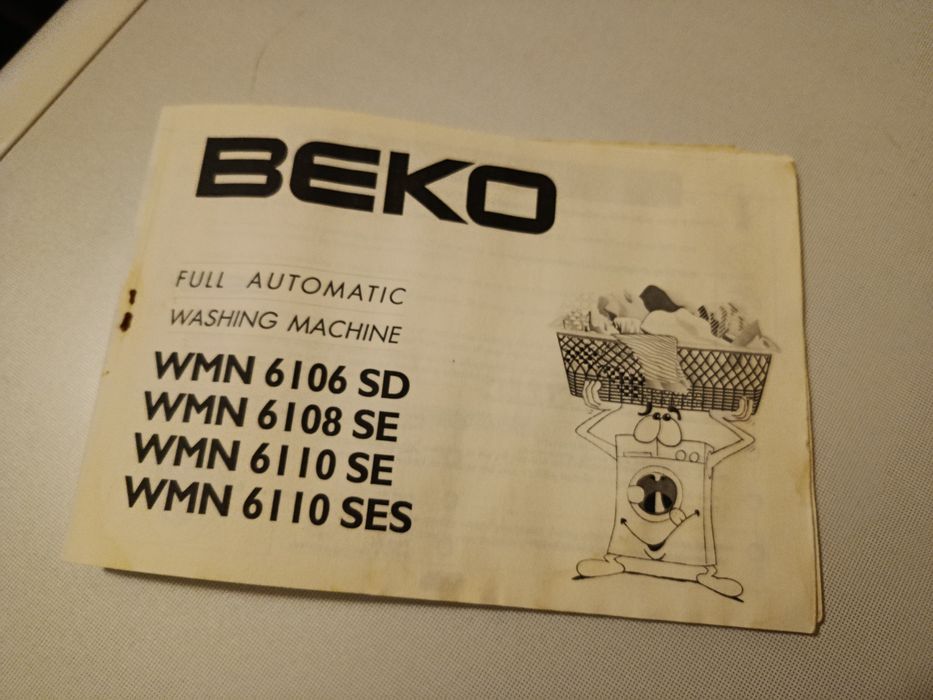 BEKO
FULL AUTOMATIC
WASHING MACHINE
WMN 6106 SD
WMN 6108 SE
WMN 6110 SE
WMN 6110 SES